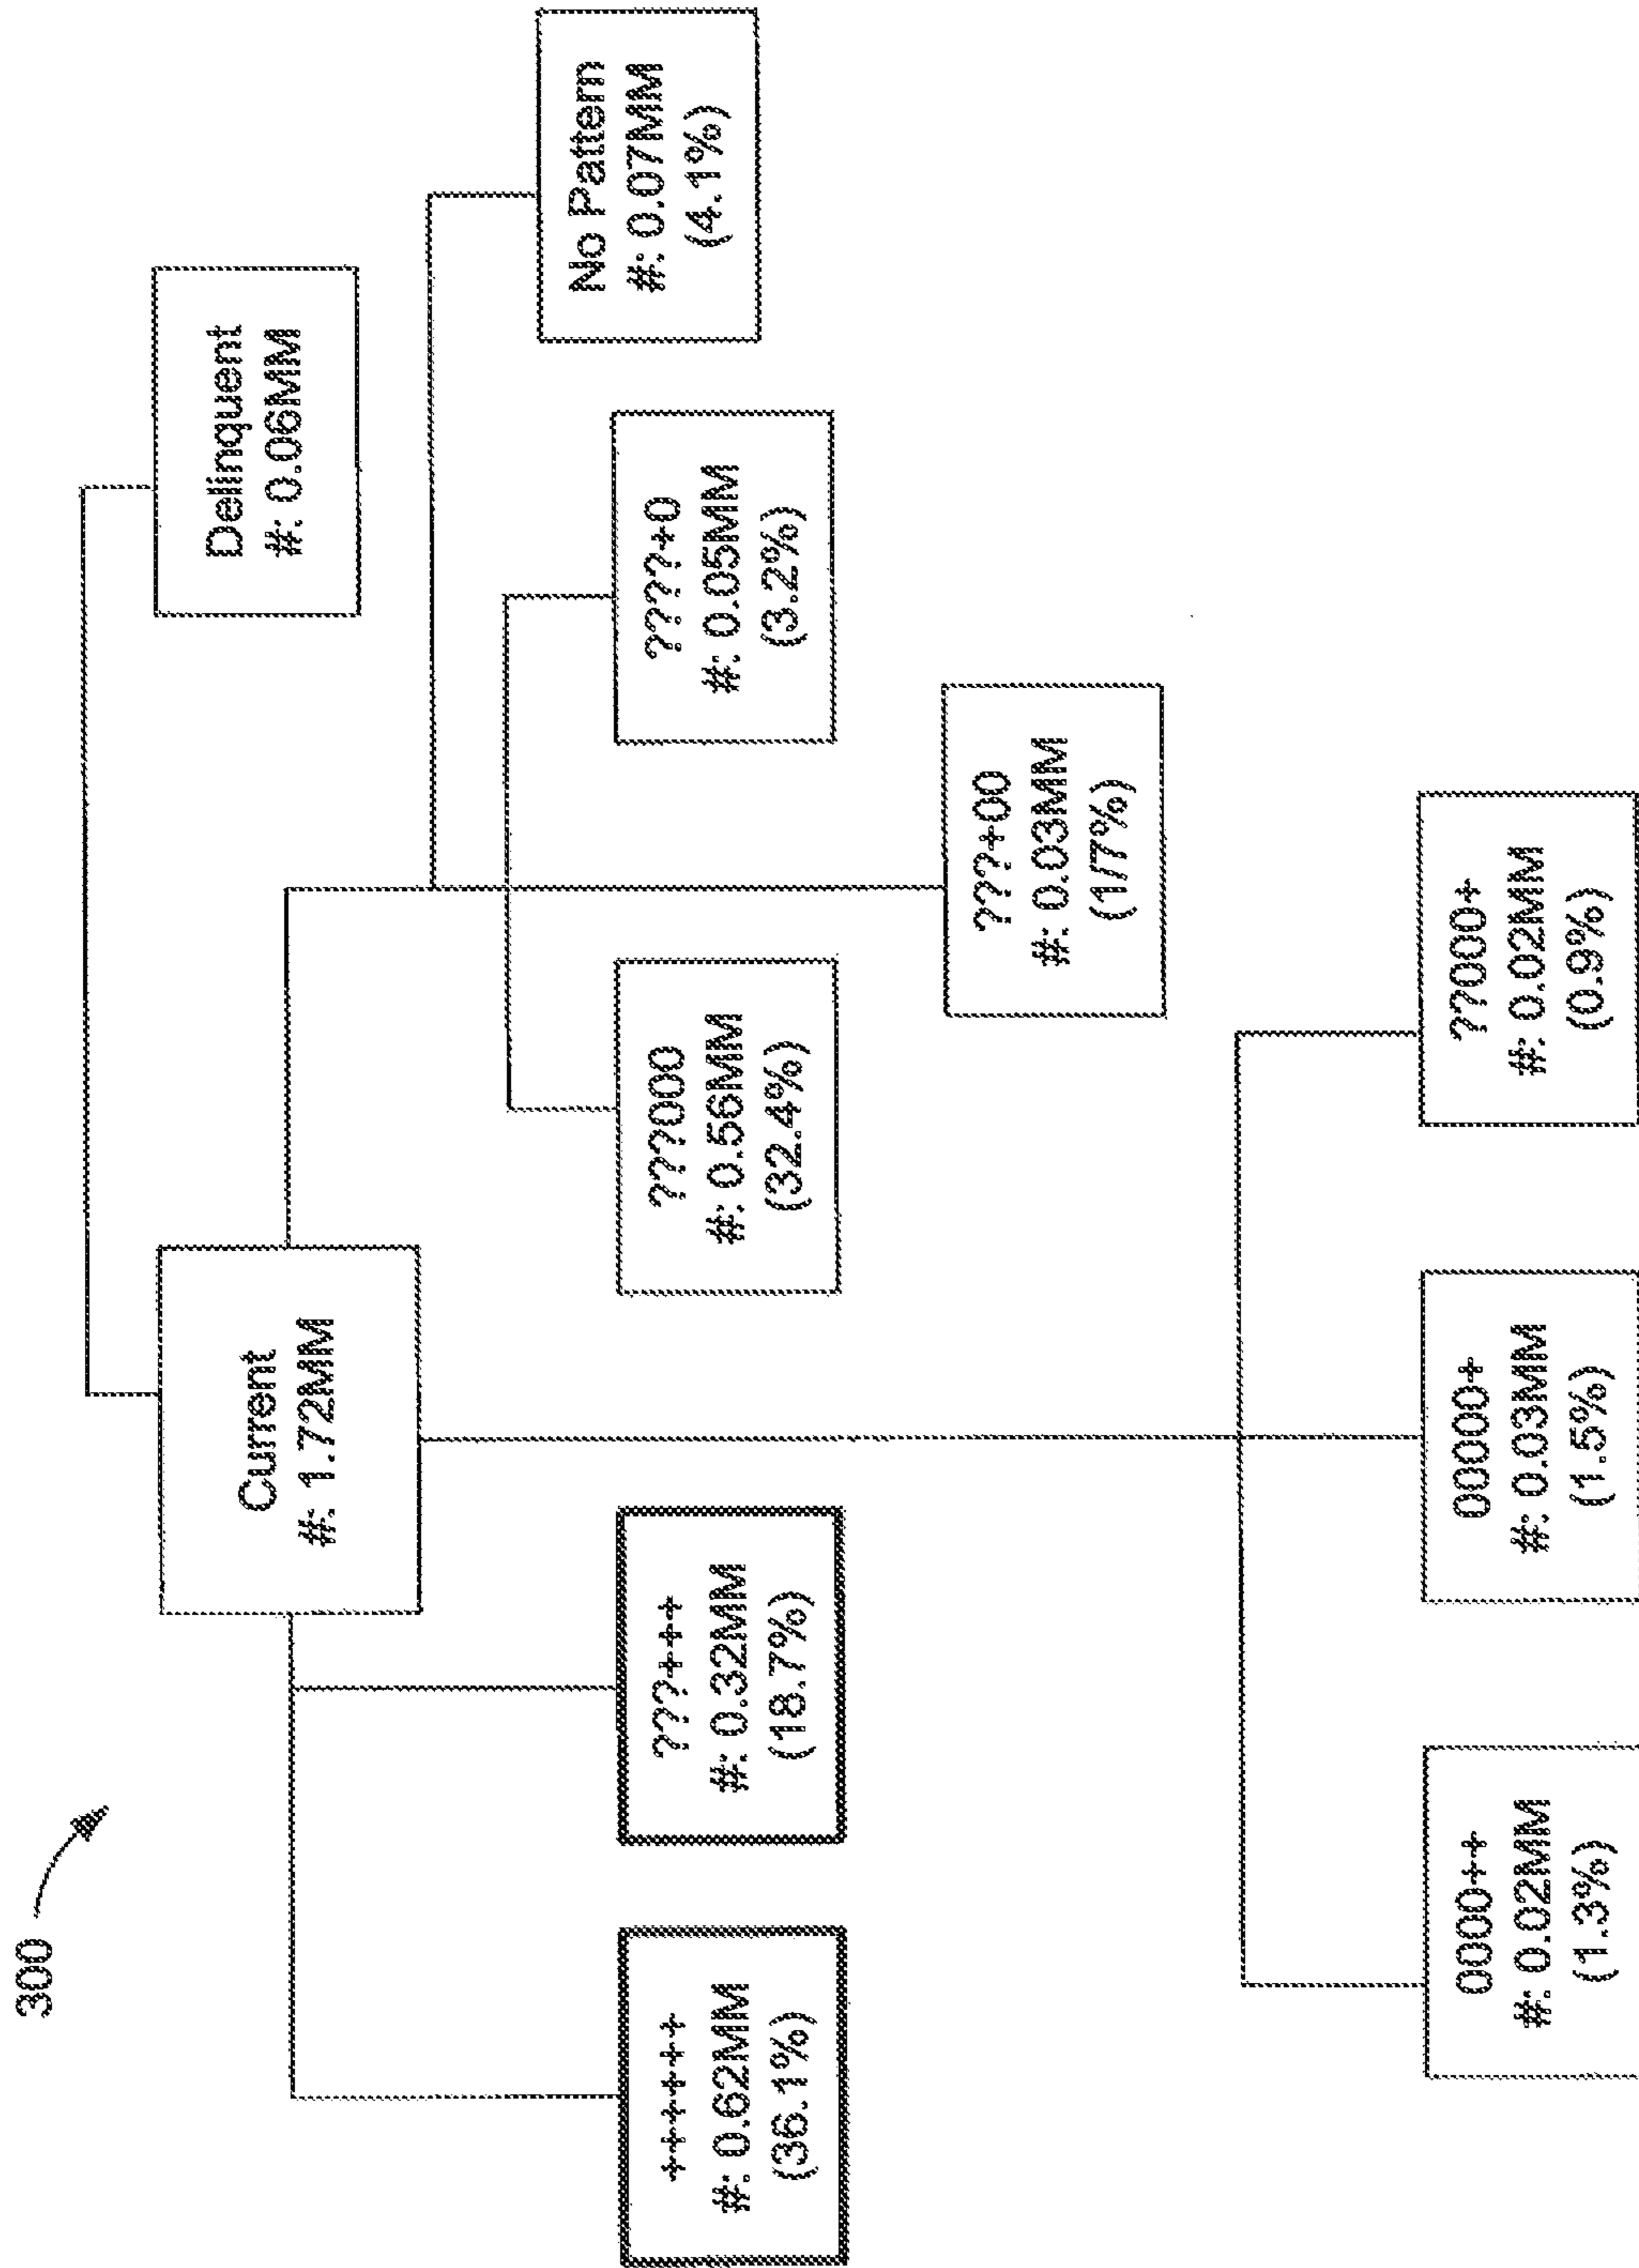 300
Current
#: 1.72MM
Delinquent
#: 0.06MM
++++++
#: 0.62MM
(36.1%)
???+++
#: 0.32MM
(18.7%)
???000
#: 0.56MM
(32.4%)
????+0
#: 0.05MM
(3.2%)
No Pattern
#: 0.07MM
(4.1%)
???+00
#: 0.03MM
(1/7%)
0000++
#: 0.02MM
(1.3%)
00000+
#: 0.03MM
(1.5%)
??000+
#: 0.02MM
(0.9%)